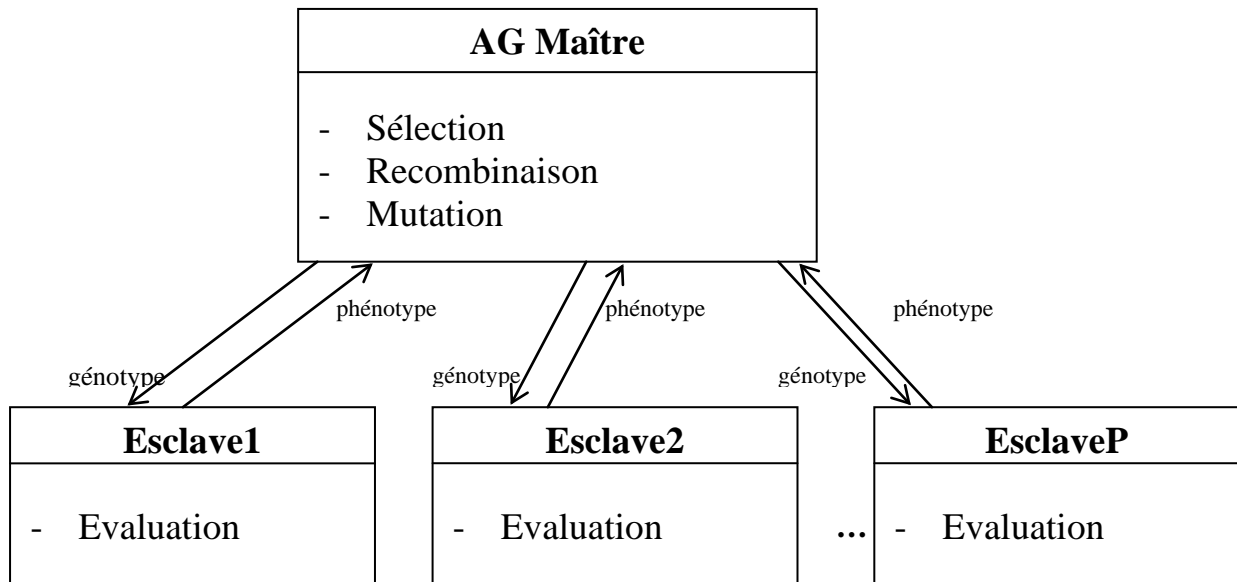 AG Maître
- Sélection
- Recombinaison
- Mutation
phénotype
phénotype
phénotype
génotype
génotype
génotype
Esclave1
Esclave2
EsclaveP
- Evaluation
- Evaluation
...
- Evaluation